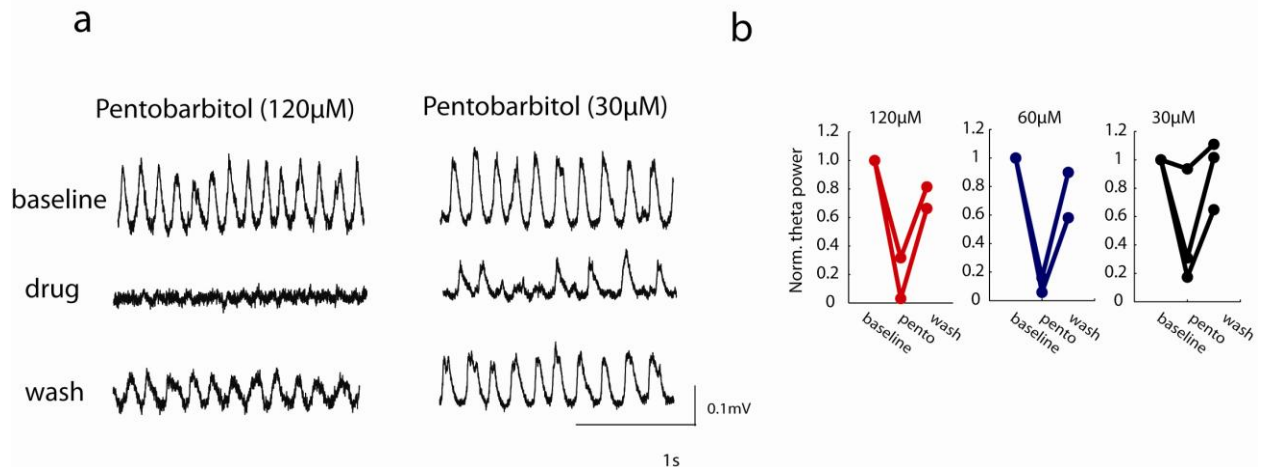 a
Pentobarbitol (120µM)
Pentobarbitol (30µM)
baseline
drug
wash
0.1mV
1s
b
120µM
60µM
30µM
Norm. theta power
1.2
1.0
0.8
0.6
0.4
0.2
0
baseline
pento
wash
1.2
1.0
0.8
0.6
0.4
0.2
0
baseline
pento
wash
1.2
1.0
0.8
0.6
0.4
0.2
0
baseline
pento
wash